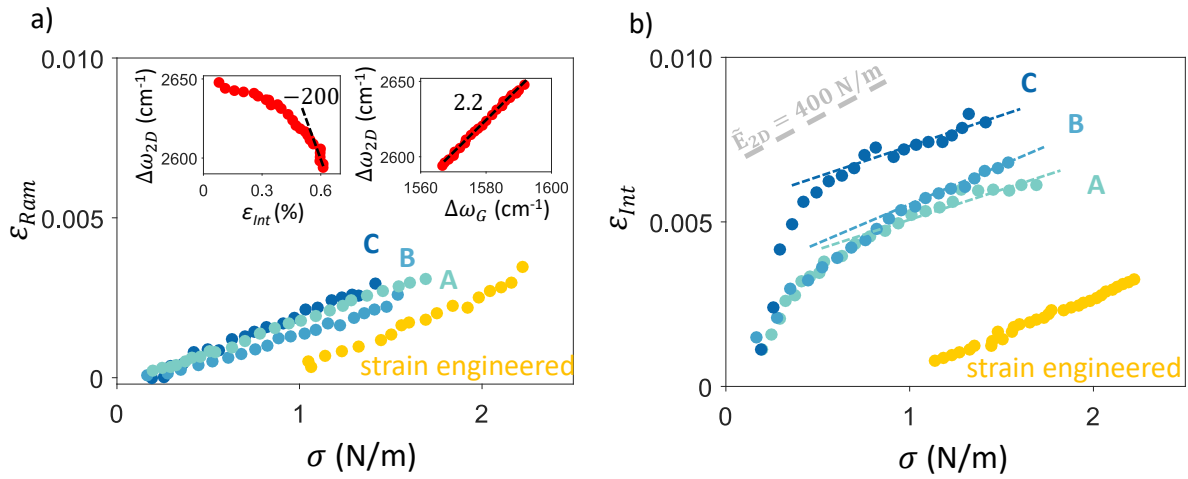 a)
0.010
0.005
0
ε_Ram
0
1
2
σ (N/m)
Δω_2D (cm⁻¹)
2650
2600
0
0.3
0.6
ε_Int (%)
−200
Δω_2D (cm⁻¹)
2650
2600
1560
1580
1600
Δω_G (cm⁻¹)
2.2
C
B
A
strain engineered
b)
0.010
0.005
0
ε_Int
0
1
2
σ (N/m)
Ẽ_2D = 400 N/m
C
B
A
strain engineered